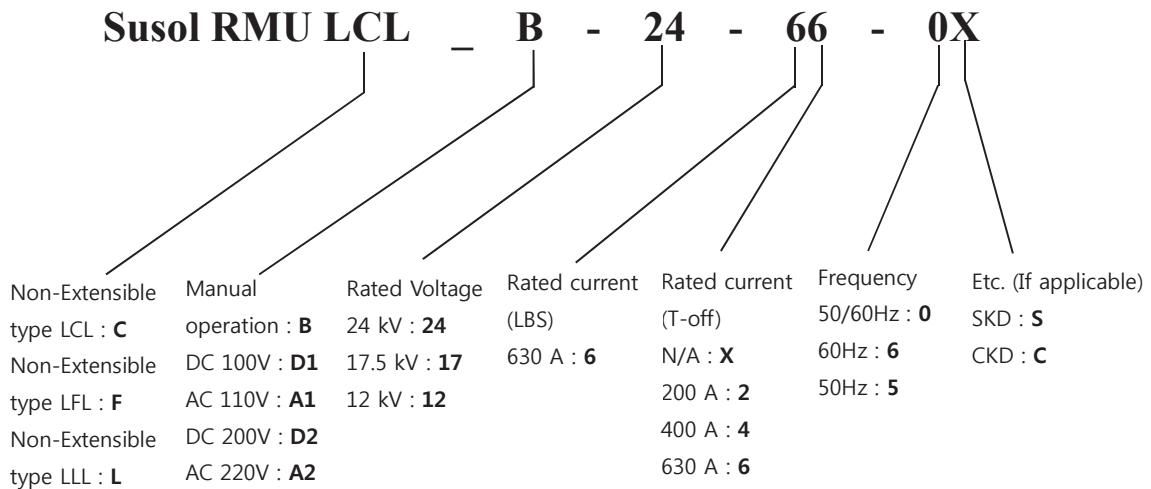 Susol RMU LCL _ B - 24 - 66 - 0X
Non-Extensible
type LCL : C
Non-Extensible
type LFL : F
Non-Extensible
type LLL : L
Manual
operation : B
DC 100V : D1
AC 110V : A1
DC 200V : D2
AC 220V : A2
Rated Voltage
24 kV : 24
17.5 kV : 17
12 kV : 12
Rated current
(LBS)
630 A : 6
Rated current
(T-off)
N/A : X
200 A : 2
400 A : 4
630 A : 6
Frequency
50/60Hz : 0
60Hz : 6
50Hz : 5
Etc. (If applicable)
SKD : S
CKD : C